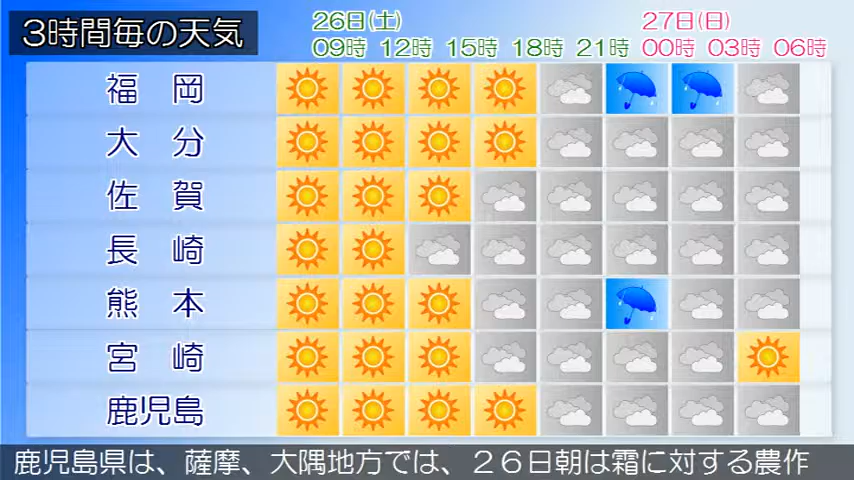 3時間毎の天気
26日(土) 27日(日)
09時 12時 15時 18時 21時 00時 03時 06時
福岡
大分
佐賀
長崎
熊本
宮崎
鹿児島
鹿児島県は、薩摩、大隅地方では、２６日朝は霜に対する農作